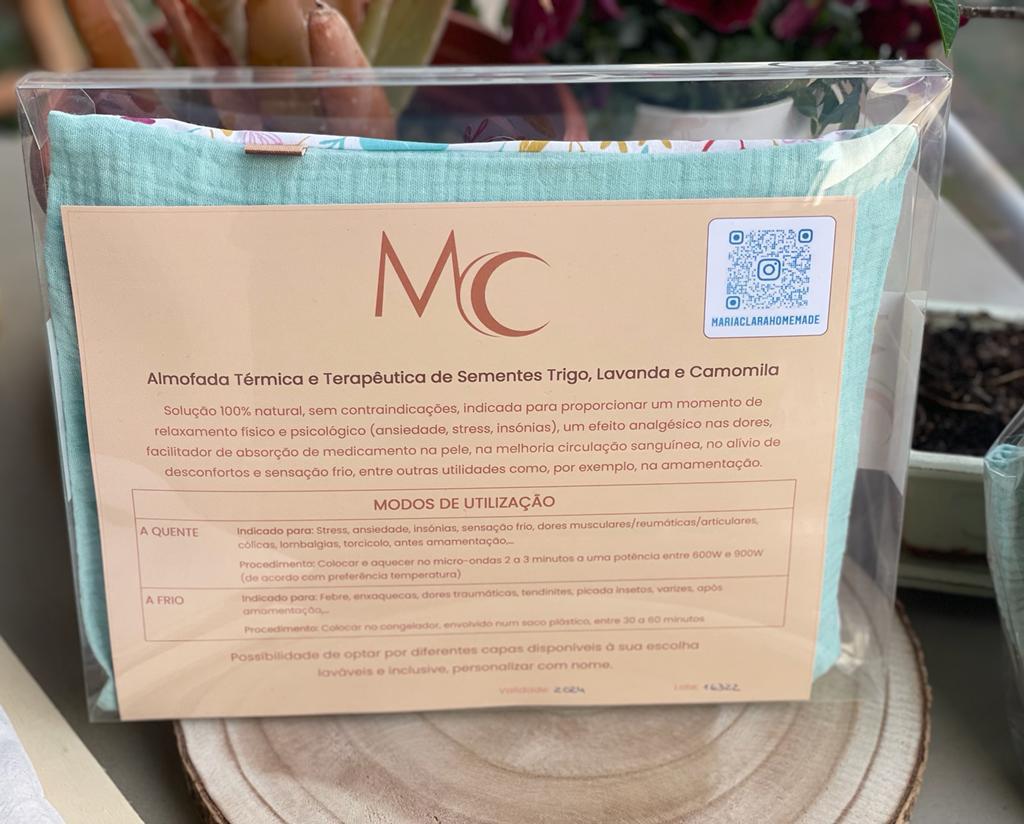 MC
MARIACLARAHOMEMADE
Almofada Térmica e Terapêutica de Sementes Trigo, Lavanda e Camomila
Solução 100% natural, sem contraindicações, indicada para proporcionar um momento de
relaxamento físico e psicológico (ansiedade, stress, insónias), um efeito analgésico nas dores,
facilitador de absorção de medicamento na pele, na melhoria circulação sanguínea, no alívio de
desconfortos e sensação frio, entre outras utilidades como, por exemplo, na amamentação.
MODOS DE UTILIZAÇÃO
A QUENTE
Indicado para: Stress, ansiedade, insónias, sensação frio, dores musculares/reumáticas/articulares,
cólicas, lombalgias, torcicolo, antes amamentação,...
Procedimento: Colocar e aquecer no micro-ondas 2 a 3 minutos a uma potência entre 600W e 900W
(de acordo com preferência temperatura)
A FRIO
Indicado para: Febre, enxaquecas, dores traumáticas, tendinites, picada insetos, varizes, após
amamentação,...
Procedimento: Colocar no congelador, envolvido num saco plástico, entre 30 a 60 minutos
Possibilidade de optar por diferentes capas disponíveis à sua escolha
laváveis e inclusive, personalizar com nome.
Validade: 2024 Lote: 16322